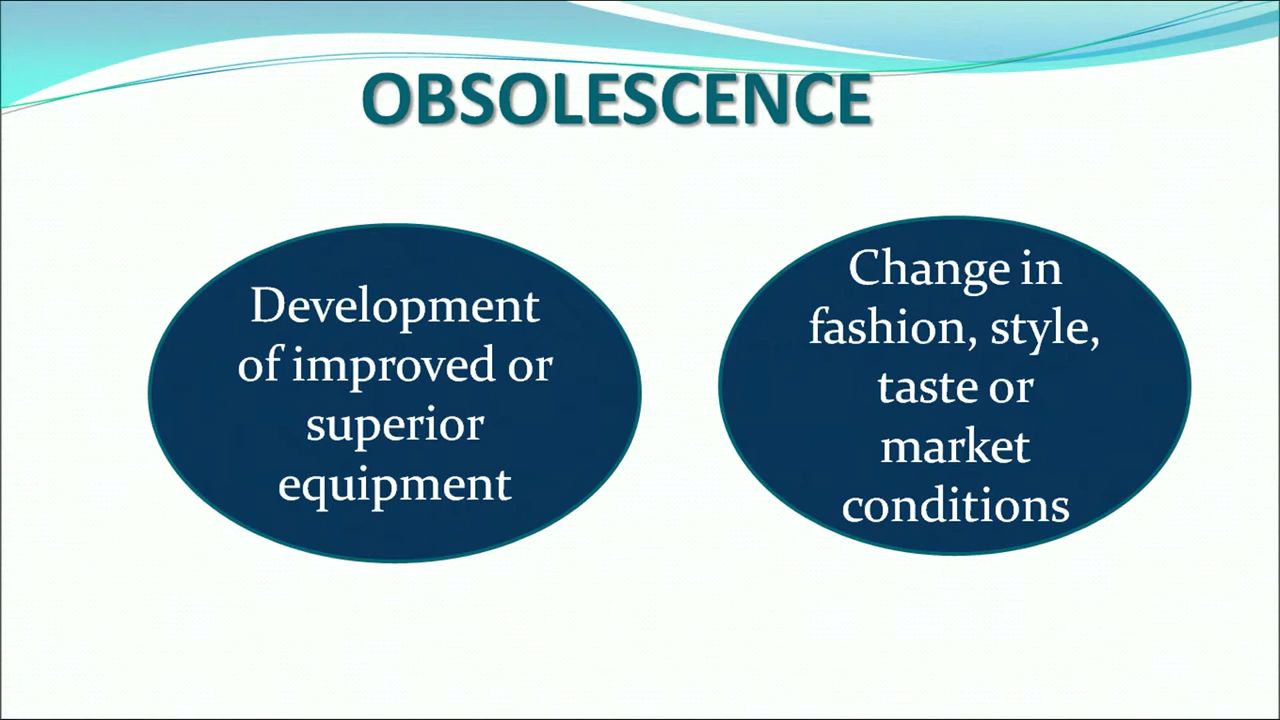 OBSOLESCENCE
Development
of improved or
superior
equipment
Change in
fashion, style,
taste or
market
conditions